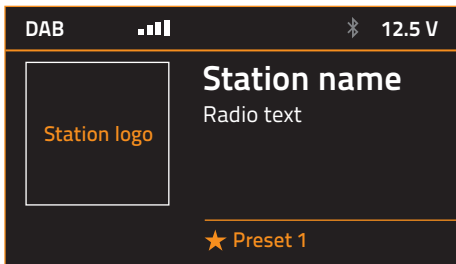 DAB 12.5 V
Station name
Radio text
Station logo
Preset 1